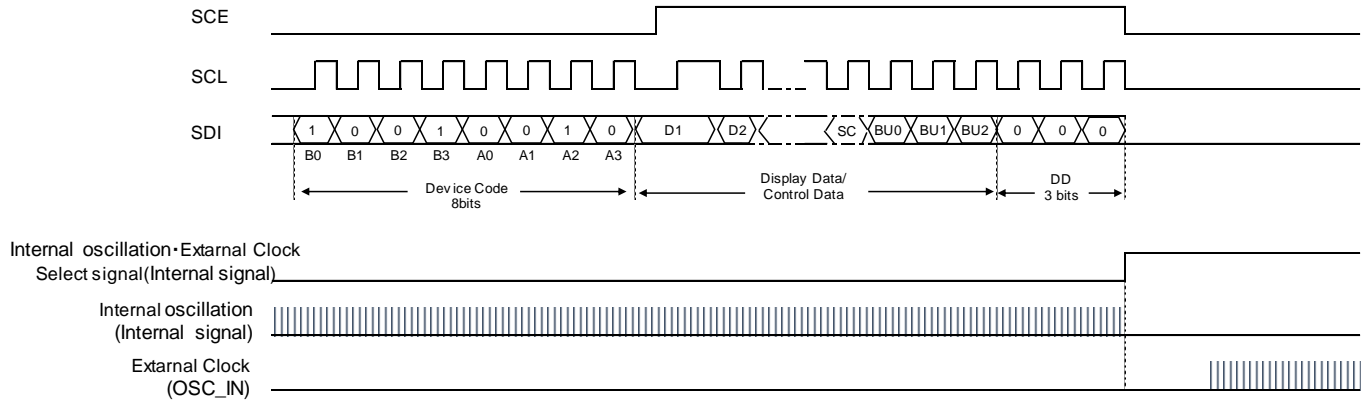 SCE
SCL
SDI
1 0 0 1 0 0 1 0 D1 D2 SC BU0 BU1 BU2 0 0 0
B0 B1 B2 B3 A0 A1 A2 A3
Device Code
8bits
Display Data/
Control Data
DD
3 bits
Internal oscillation･Extarnal Clock
Select signal(Internal signal)
Internal oscillation
(Internal signal)
Extarnal Clock
(OSC_IN)